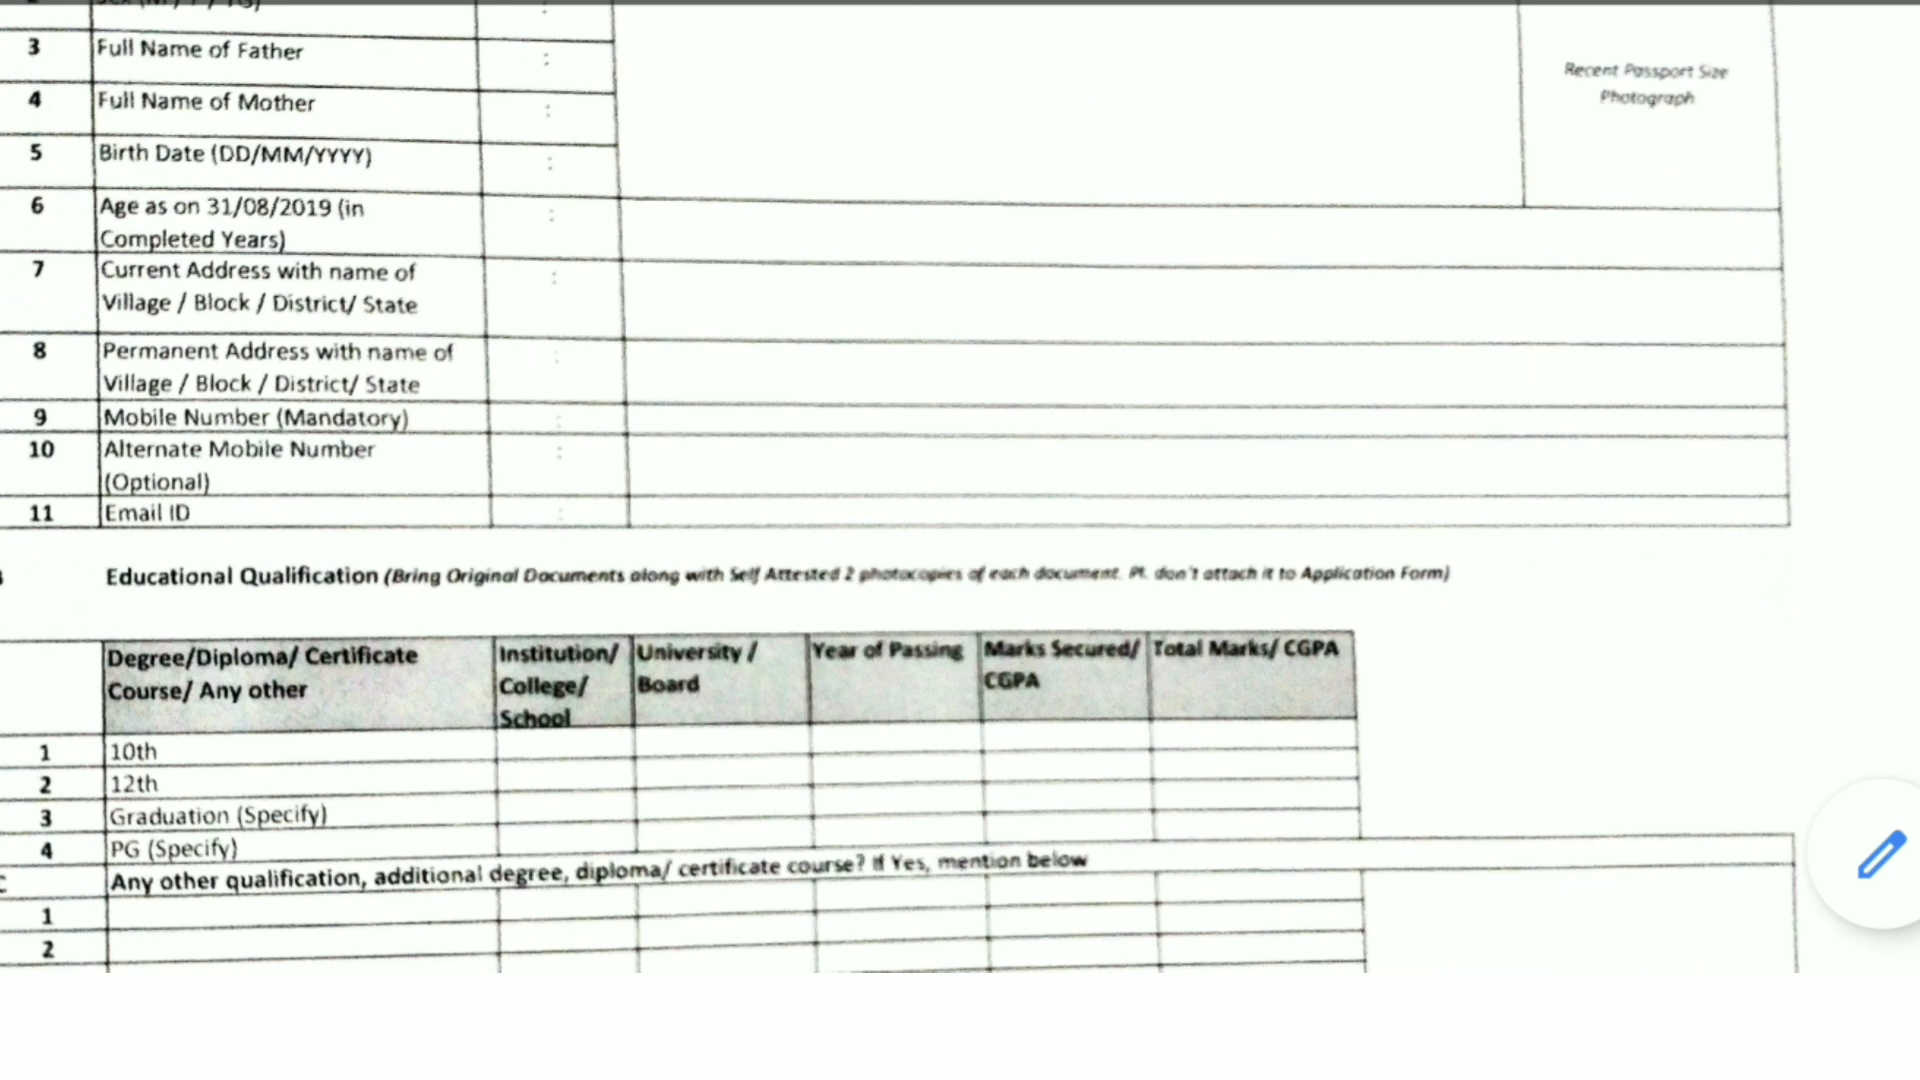 3 Full Name of Father :
Recent Passport Size
Photograph
4 Full Name of Mother :
5 Birth Date (DD/MM/YYYY) :
6 Age as on 31/08/2019 (in :
Completed Years)
7 Current Address with name of :
Village / Block / District/ State
8 Permanent Address with name of :
Village / Block / District/ State
9 Mobile Number (Mandatory) :
10 Alternate Mobile Number :
(Optional)
11 Email ID :
Educational Qualification (Bring Original Documents along with Self Attested 2 photocopies of each document. Pl. don't attach it to Application Form)
Degree/Diploma/ Certificate
Course/ Any other
Institution/
College/
School
University /
Board
Year of Passing
Marks Secured/
CGPA
Total Marks/ CGPA
1 10th
2 12th
3 Graduation (Specify)
4 PG (Specify)
Any other qualification, additional degree, diploma/ certificate course? If Yes, mention below
1
2